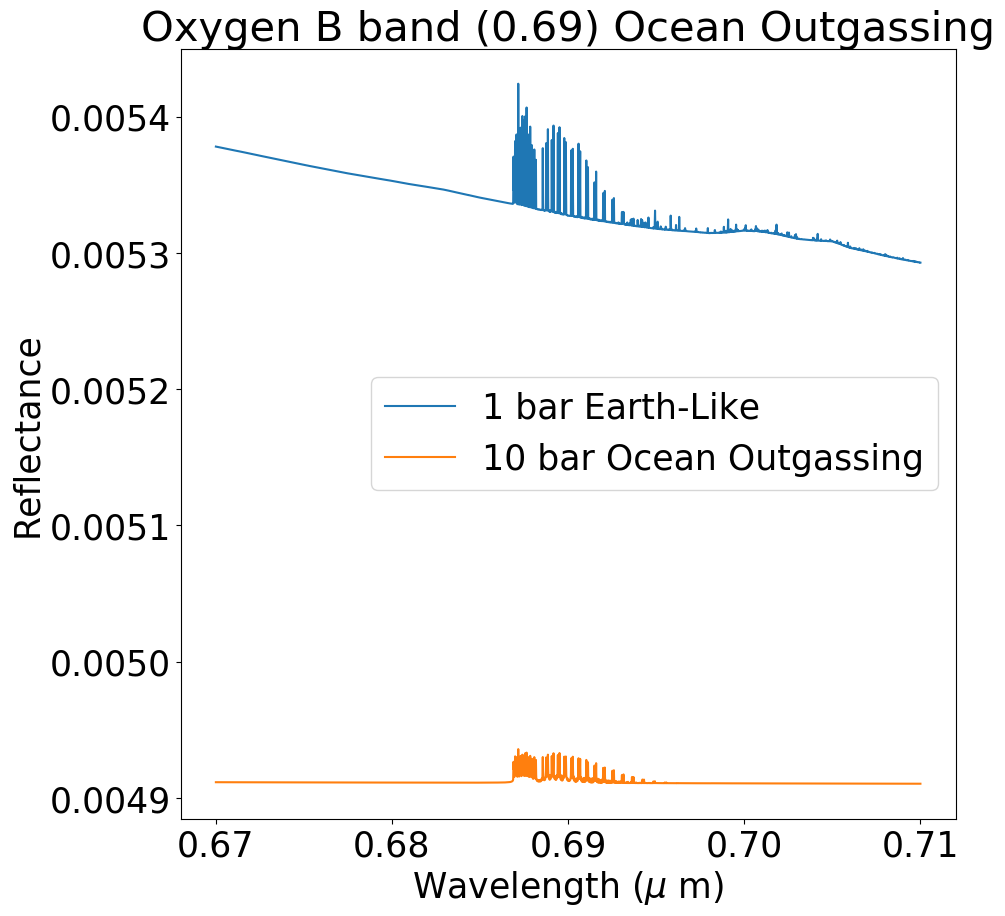 Oxygen B band (0.69) Ocean Outgassing
0.0054
0.0053
0.0052
0.0051
0.0050
0.0049
Reflectance
1 bar Earth-Like
10 bar Ocean Outgassing
0.67 0.68 0.69 0.70 0.71
Wavelength (μ m)